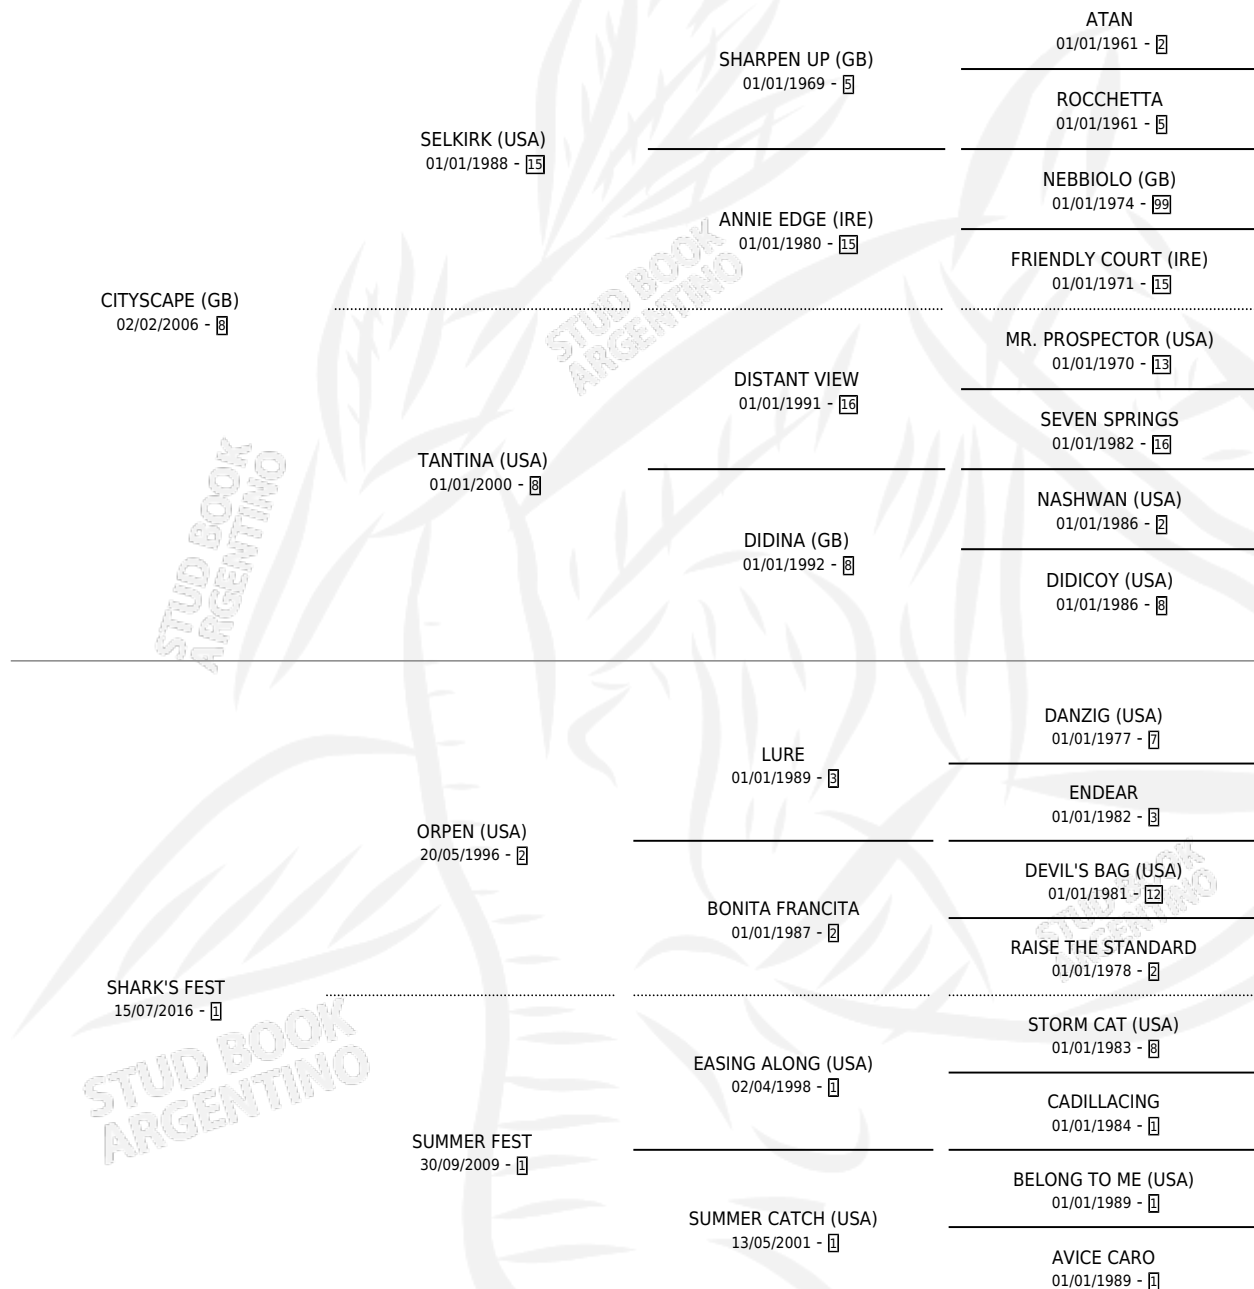 CITYSCAPE (GB)
02/02/2006 - 8
SELKIRK (USA)
01/01/1988 - 15
TANTINA (USA)
01/01/2000 - 8
SHARPEN UP (GB)
01/01/1969 - 5
ANNIE EDGE (IRE)
01/01/1980 - 15
DISTANT VIEW
01/01/1991 - 16
DIDINA (GB)
01/01/1992 - 8
ATAN
01/01/1961 - 2
ROCCHETTA
01/01/1961 - 5
NEBBIOLO (GB)
01/01/1974 - 99
FRIENDLY COURT (IRE)
01/01/1971 - 15
MR. PROSPECTOR (USA)
01/01/1970 - 13
SEVEN SPRINGS
01/01/1982 - 16
NASHWAN (USA)
01/01/1986 - 2
DIDICOY (USA)
01/01/1986 - 8
SHARK'S FEST
15/07/2016 - 1
ORPEN (USA)
20/05/1996 - 2
SUMMER FEST
30/09/2009 - 1
LURE
01/01/1989 - 3
BONITA FRANCITA
01/01/1987 - 2
EASING ALONG (USA)
02/04/1998 - 1
SUMMER CATCH (USA)
13/05/2001 - 1
DANZIG (USA)
01/01/1977 - 7
ENDEAR
01/01/1982 - 3
DEVIL'S BAG (USA)
01/01/1981 - 12
RAISE THE STANDARD
01/01/1978 - 2
STORM CAT (USA)
01/01/1983 - 8
CADILLACING
01/01/1984 - 1
BELONG TO ME (USA)
01/01/1989 - 1
AVICE CARO
01/01/1989 - 1
STUD BOOK
ARGENTINO
STUD BOOK
ARGENTINO
STUD BOOK
ARGENTINO
STUD BOOK
ARGENTINO